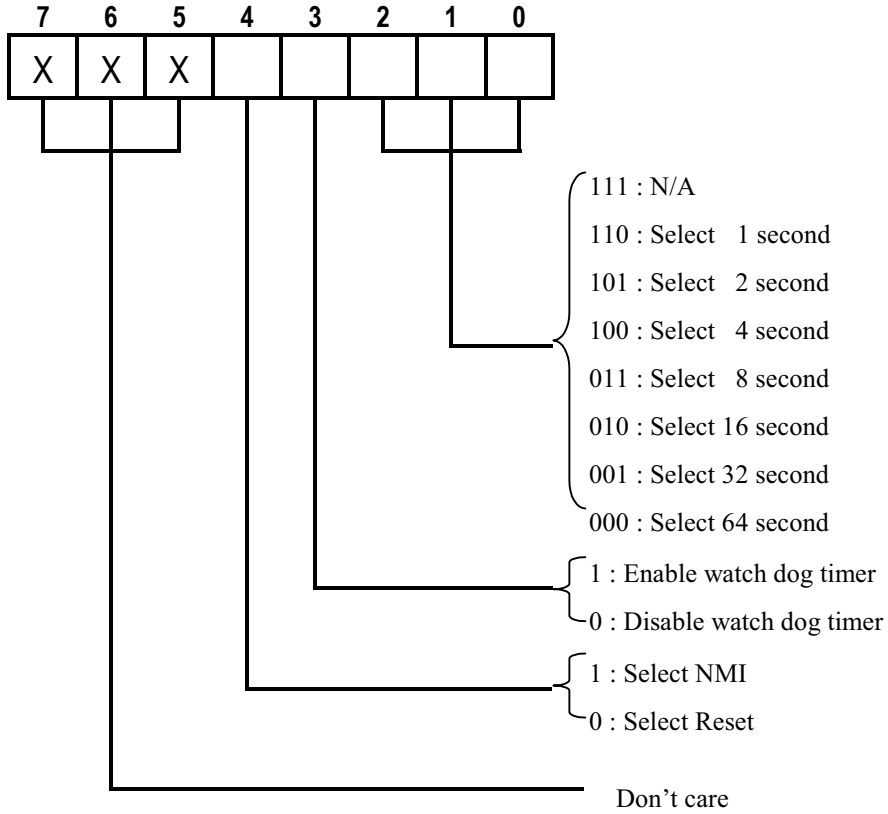 7 6 5 4 3 2 1 0
X X X
111 : N/A
110 : Select 1 second
101 : Select 2 second
100 : Select 4 second
011 : Select 8 second
010 : Select 16 second
001 : Select 32 second
000 : Select 64 second
1 : Enable watch dog timer
0 : Disable watch dog timer
1 : Select NMI
0 : Select Reset
Don’t care